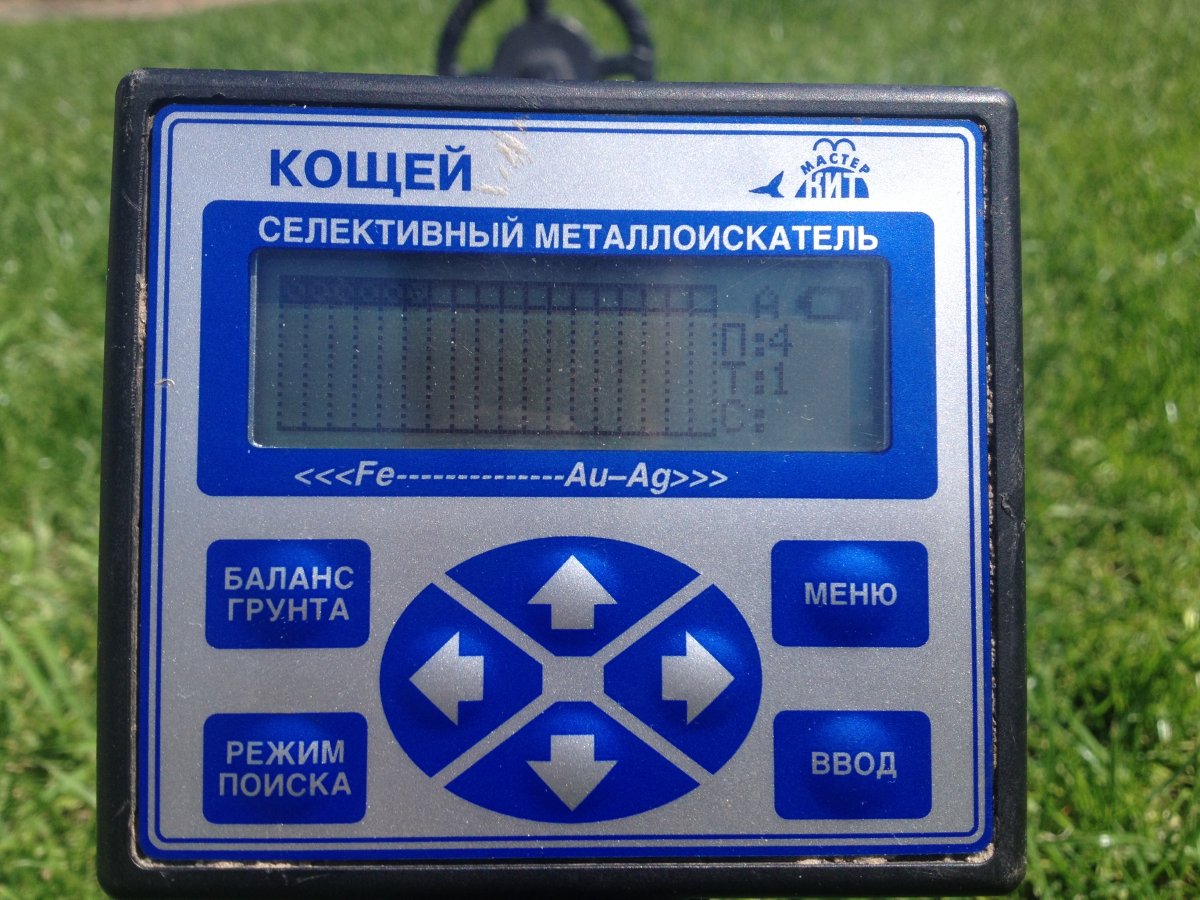 КОЩЕЙ
МАСТЕР
КИТ
СЕЛЕКТИВНЫЙ МЕТАЛЛОИСКАТЕЛЬ
А
П:4
Т:1
С:
<<<Fe--------------Au–Ag>>>
БАЛАНС
ГРУНТА
МЕНЮ
РЕЖИМ
ПОИСКА
ВВОД